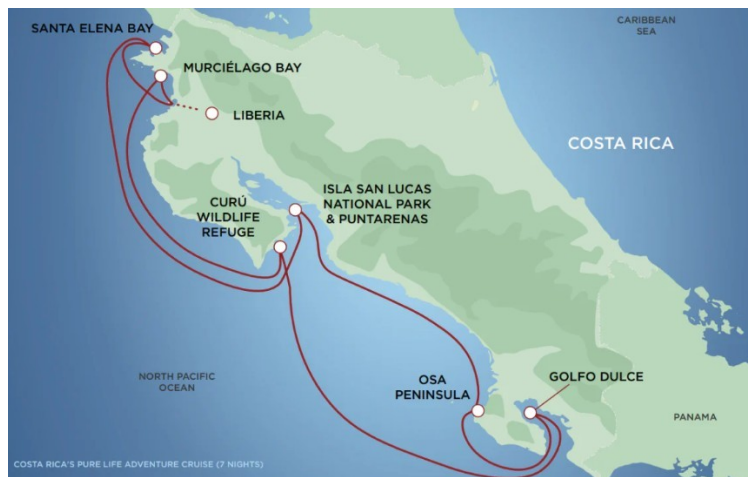 CARIBBEAN
SEA
SANTA ELENA BAY
MURCIÉLAGO BAY
LIBERIA
COSTA RICA
ISLA SAN LUCAS
NATIONAL PARK
& PUNTARENAS
CURÚ
WILDLIFE
REFUGE
NORTH PACIFIC
OCEAN
OSA
PENINSULA
GOLFO DULCE
PANAMA
COSTA RICA'S PURE LIFE ADVENTURE CRUISE (7 NIGHTS)